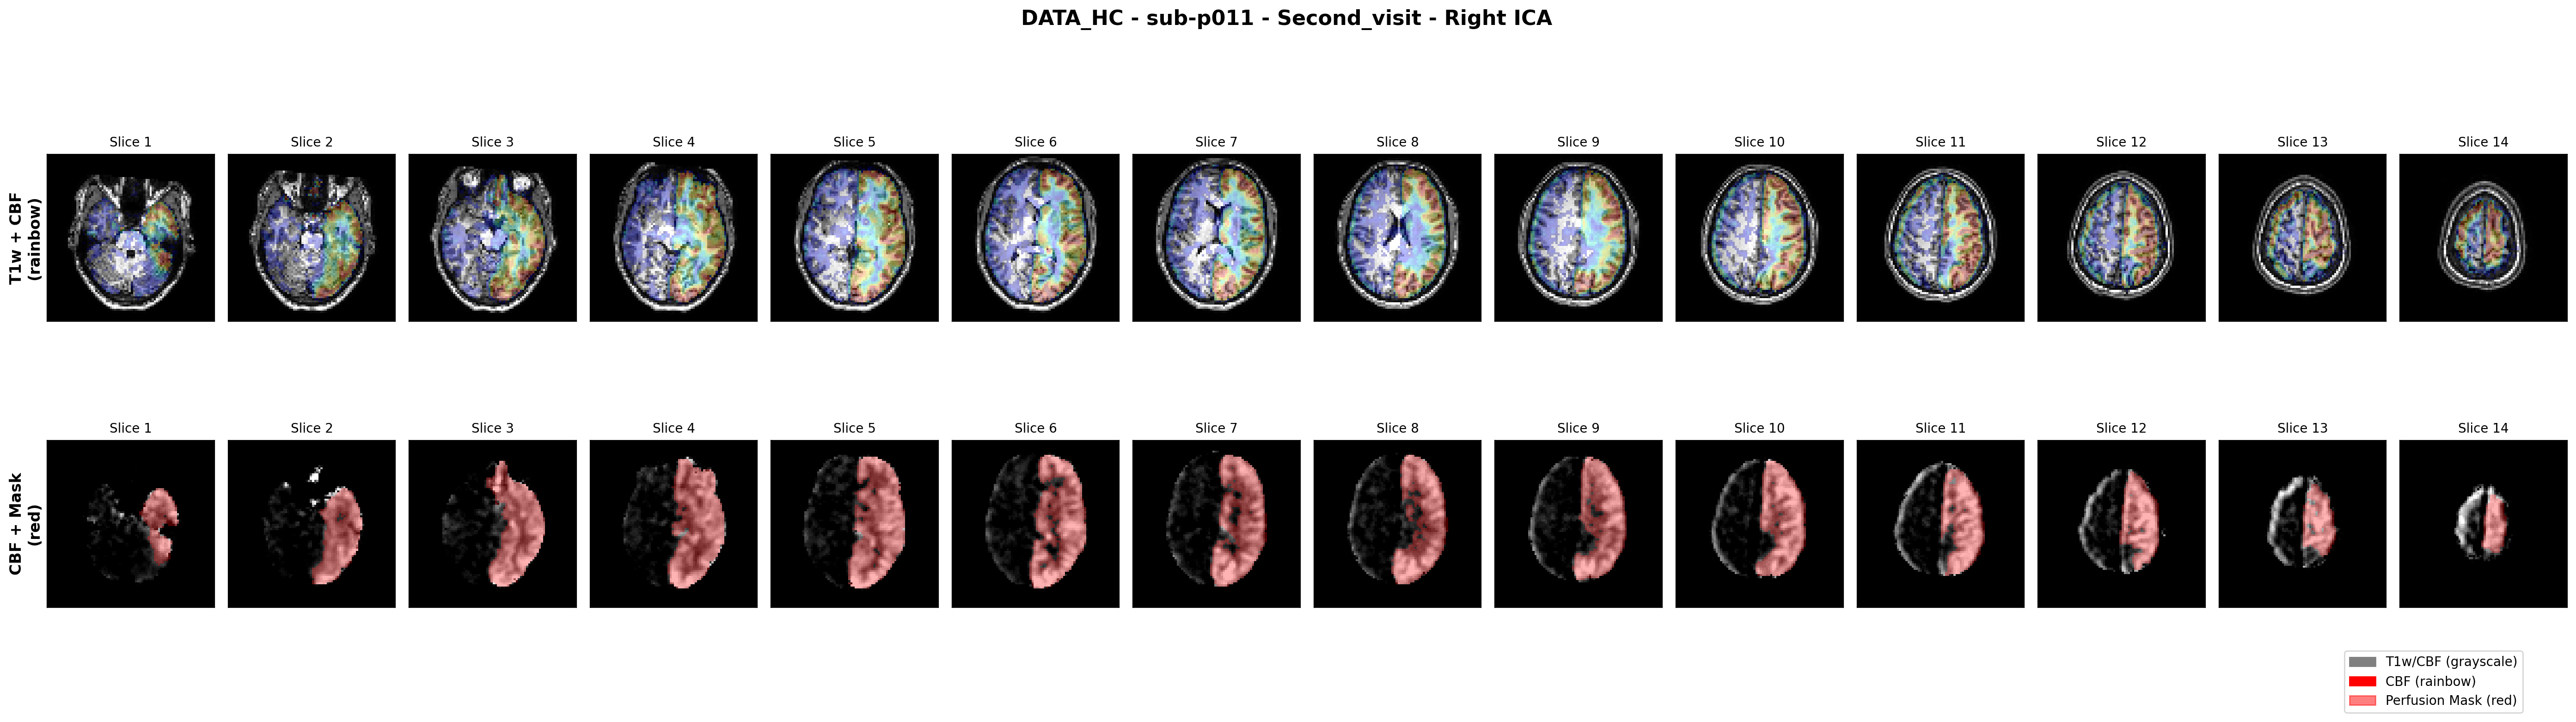 DATA_HC - sub-p011 - Second_visit - Right ICA
T1w + CBF
(rainbow)
Slice 1
Slice 2
Slice 3
Slice 4
Slice 5
Slice 6
Slice 7
Slice 8
Slice 9
Slice 10
Slice 11
Slice 12
Slice 13
Slice 14
CBF + Mask
(red)
Slice 1
Slice 2
Slice 3
Slice 4
Slice 5
Slice 6
Slice 7
Slice 8
Slice 9
Slice 10
Slice 11
Slice 12
Slice 13
Slice 14
T1w/CBF (grayscale)
CBF (rainbow)
Perfusion Mask (red)